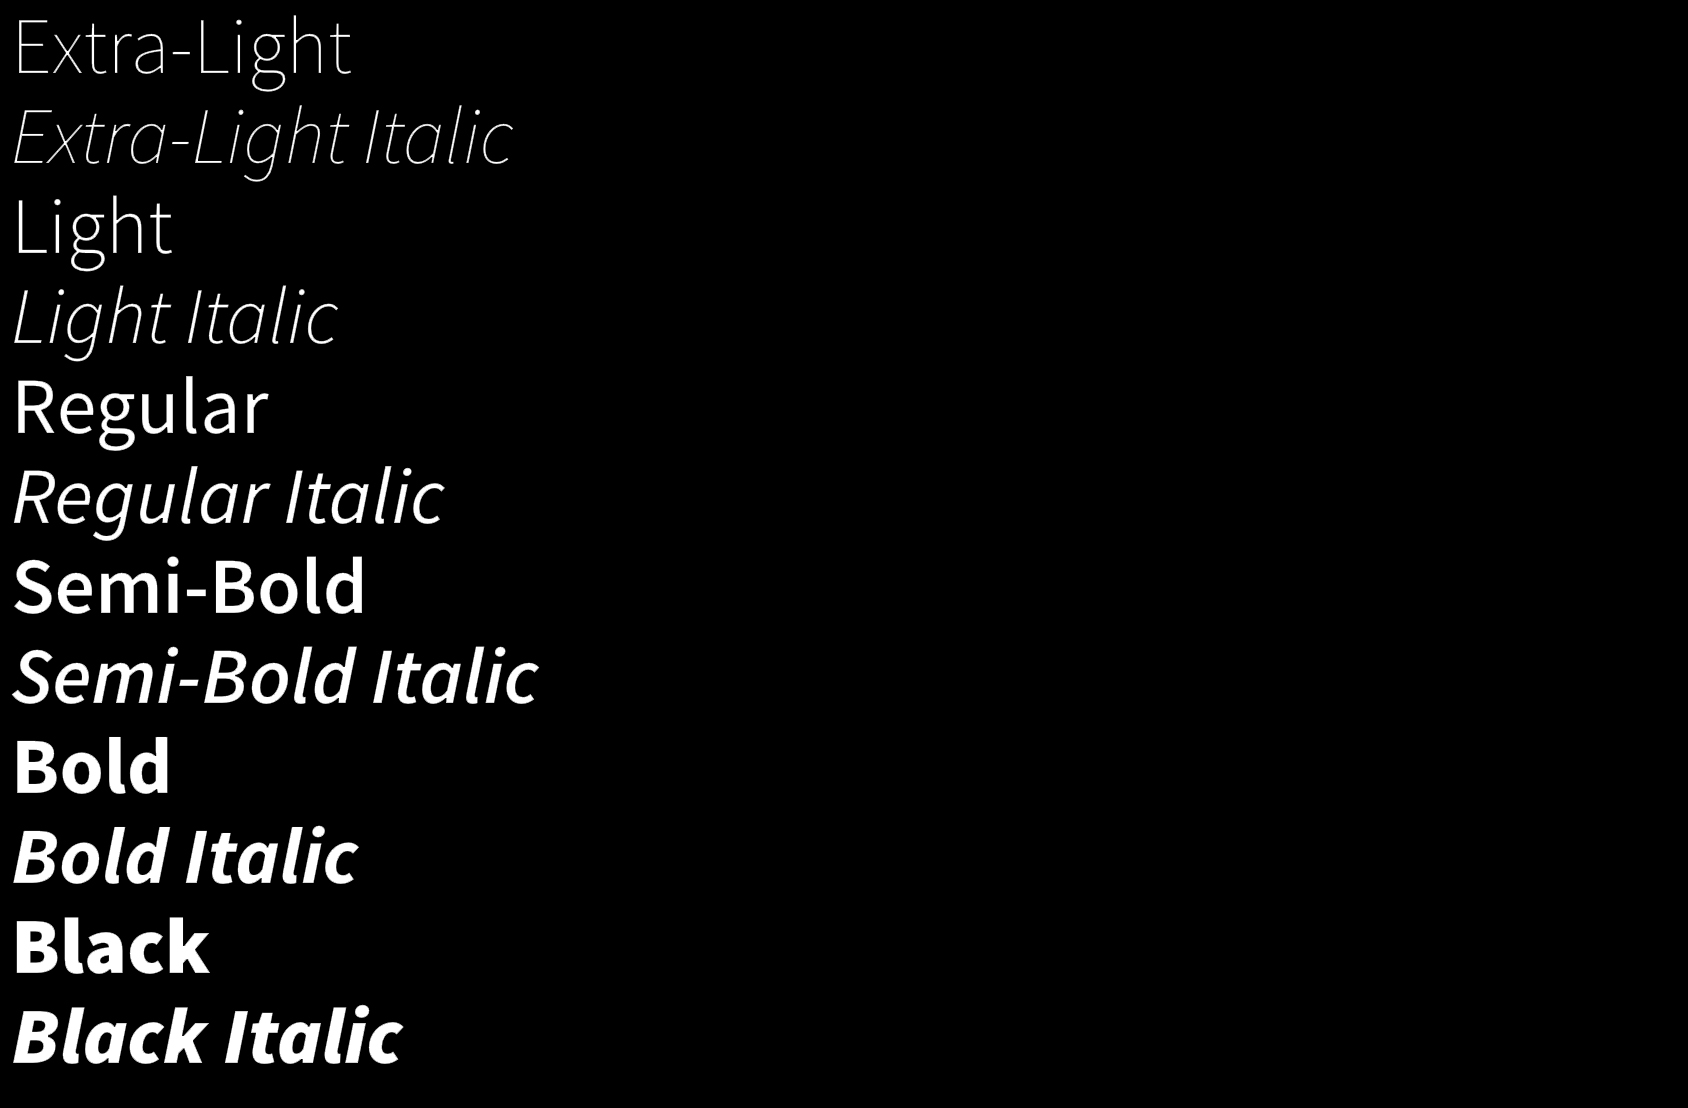 Extra-Light
Extra-Light Italic
Light
Light Italic
Regular
Regular Italic
Semi-Bold
Semi-Bold Italic
Bold
Bold Italic
Black
Black Italic